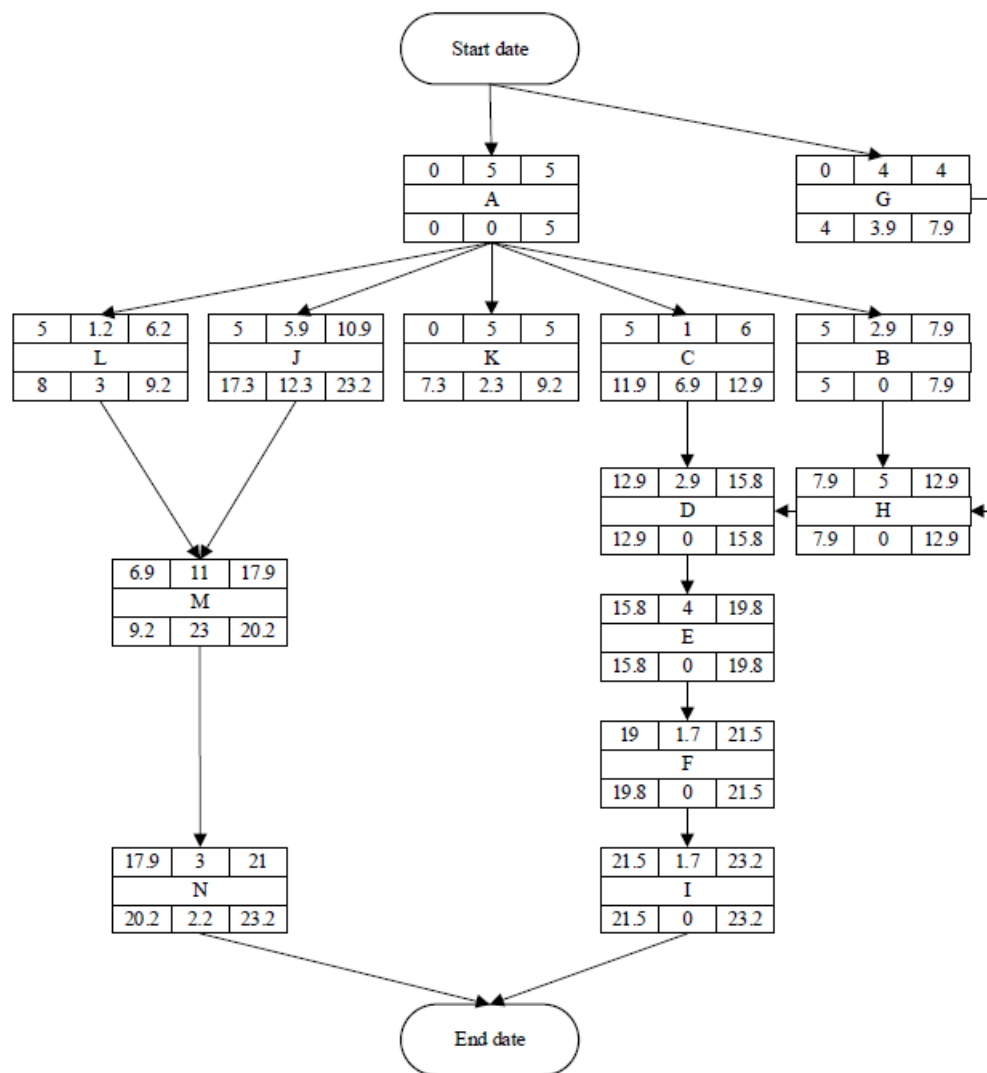 Start date
0 5 5
A
0 0 5
0 4 4
G
4 3.9 7.9
5 1.2 6.2
L
8 3 9.2
5 5.9 10.9
J
17.3 12.3 23.2
0 5 5
K
7.3 2.3 9.2
5 1 6
C
11.9 6.9 12.9
5 2.9 7.9
B
5 0 7.9
12.9 2.9 15.8
D
12.9 0 15.8
7.9 5 12.9
H
7.9 0 12.9
6.9 11 17.9
M
9.2 23 20.2
15.8 4 19.8
E
15.8 0 19.8
19 1.7 21.5
F
19.8 0 21.5
17.9 3 21
N
20.2 2.2 23.2
21.5 1.7 23.2
I
21.5 0 23.2
End date